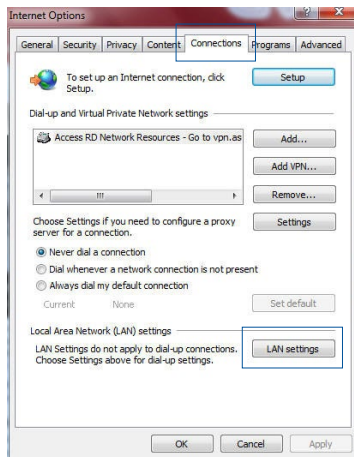 Internet Options
General Security Privacy Content Connections Programs Advanced
To set up an Internet connection, click
Setup.
Setup
Dial-up and Virtual Private Network settings
Access RD Network Resources - Go to vpn.as
Add...
Add VPN...
Remove...
Choose Settings if you need to configure a proxy
server for a connection.
Settings
Never dial a connection
Dial whenever a network connection is not present
Always dial my default connection
Current None
Set default
Local Area Network (LAN) settings
LAN Settings do not apply to dial-up connections.
Choose Settings above for dial-up settings.
LAN settings
OK Cancel Apply